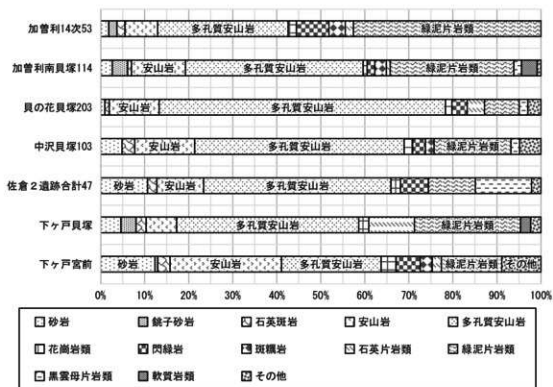 加曽利14次53 多孔質安山岩 緑泥片岩類
加曽利南貝塚114 安山岩 多孔質安山岩 緑泥片岩類
貝の花貝塚203 安山岩 多孔質安山岩
中沢貝塚103 安山岩 多孔質安山岩 緑泥片岩類
佐倉2遺跡合計47 砂岩 安山岩 多孔質安山岩
下ヶ戸貝塚 多孔質安山岩 緑泥片岩類
下ヶ戸宮前 砂岩 安山岩 多孔質安山岩 緑泥片岩類 その他
0% 10% 20% 30% 40% 50% 60% 70% 80% 90% 100%
砂岩 銚子砂岩 石英斑岩 安山岩 多孔質安山岩
花崗岩類 閃緑岩 斑糲岩 石英片岩類 緑泥片岩類
黒雲母片岩類 軟質岩類 その他